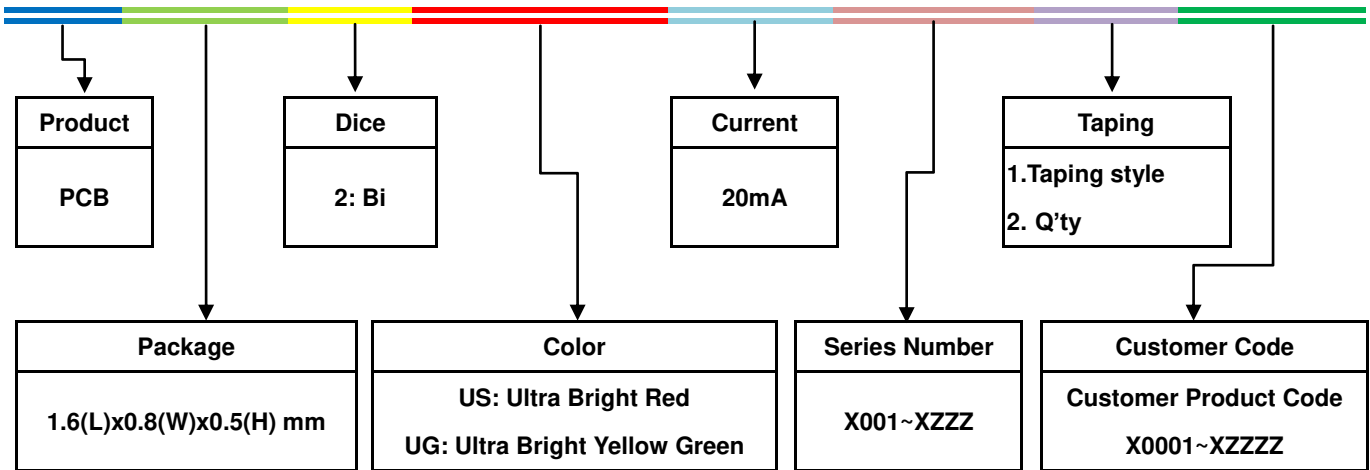 Product
PCB
Dice
2: Bi
Current
20mA
Taping
1.Taping style
2. Q’ty
Package
1.6(L)x0.8(W)x0.5(H) mm
Color
US: Ultra Bright Red
UG: Ultra Bright Yellow Green
Series Number
X001~XZZZ
Customer Code
Customer Product Code
X0001~XZZZZ